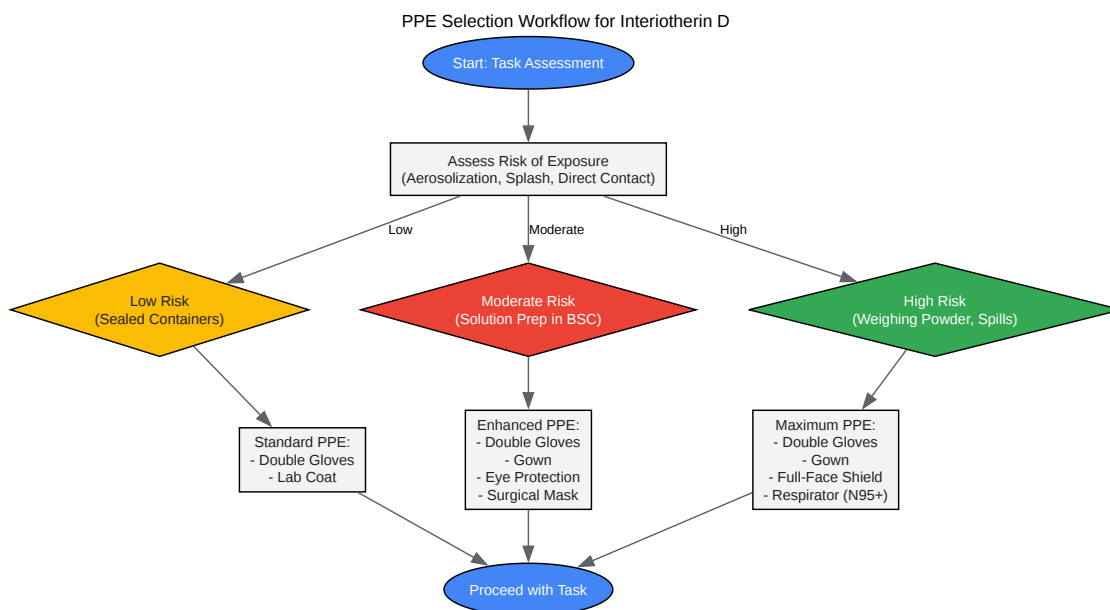 PPE Selection Workflow for Interiotherin D
Start: Task Assessment
Assess Risk of Exposure
(Aerosolization, Splash, Direct Contact)
Low
Moderate
High
Low Risk
(Sealed Containers)
Moderate Risk
(Solution Prep in BSC)
High Risk
(Weighing Powder, Spills)
Standard PPE:
- Double Gloves
- Lab Coat
Enhanced PPE:
- Double Gloves
- Gown
- Eye Protection
- Surgical Mask
Maximum PPE:
- Double Gloves
- Gown
- Full-Face Shield
- Respirator (N95+)
Proceed with Task